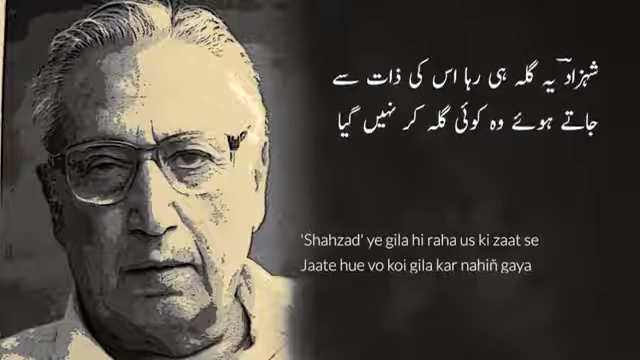 شہزادؔ یہ گلہ ہی رہا اس کی ذات سے
جاتے ہوئے وہ کوئی گلہ کر نہیں گیا
'Shahzad' ye gila hi raha us ki zaat se
Jaate hue vo koi gila kar nahiñ gaya